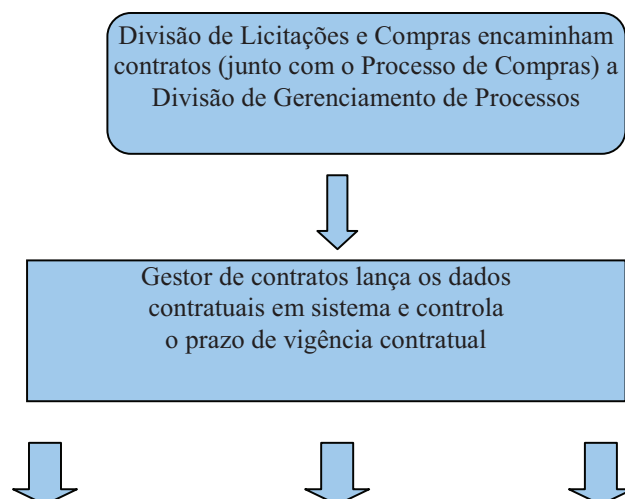 Divisão de Licitações e Compras encaminham
contratos (junto com o Processo de Compras) a
Divisão de Gerenciamento de Processos
Gestor de contratos lança os dados
contratuais em sistema e controla
o prazo de vigência contratual